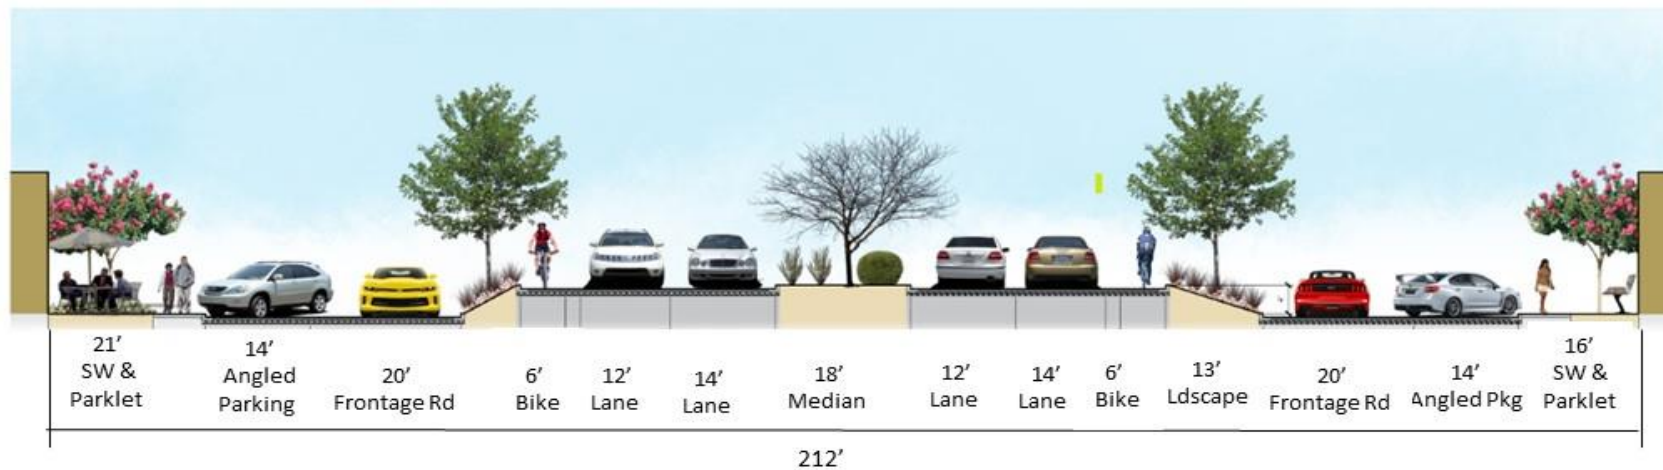 21’
SW &
Parklet
14’
Angled
Parking
20’
Frontage Rd
6’
Bike
12’
Lane
14’
Lane
18’
Median
12’
Lane
14’
Lane
6’
Bike
13’
Ldscape
20’
Frontage Rd
14’
Angled Pkg
16’
SW &
Parklet
212’